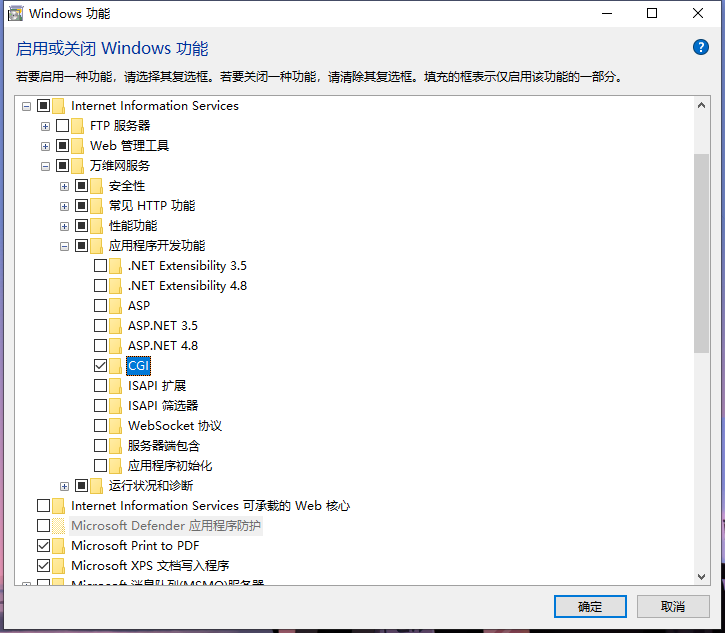 Windows 功能
启用或关闭 Windows 功能
?
若要启用一种功能，请选择其复选框。若要关闭一种功能，请清除其复选框。填充的框表示仅启用该功能的一部分。
Internet Information Services
FTP 服务器
Web 管理工具
万维网服务
安全性
常见 HTTP 功能
性能功能
应用程序开发功能
.NET Extensibility 3.5
.NET Extensibility 4.8
ASP
ASP.NET 3.5
ASP.NET 4.8
CGI
ISAPI 扩展
ISAPI 筛选器
WebSocket 协议
服务器端包含
应用程序初始化
运行状况和诊断
Internet Information Services 可承载的 Web 核心
Microsoft Defender 应用程序防护
Microsoft Print to PDF
Microsoft XPS 文档写入程序
Microsoft 消息队列(MSMQ)服务器
确定
取消